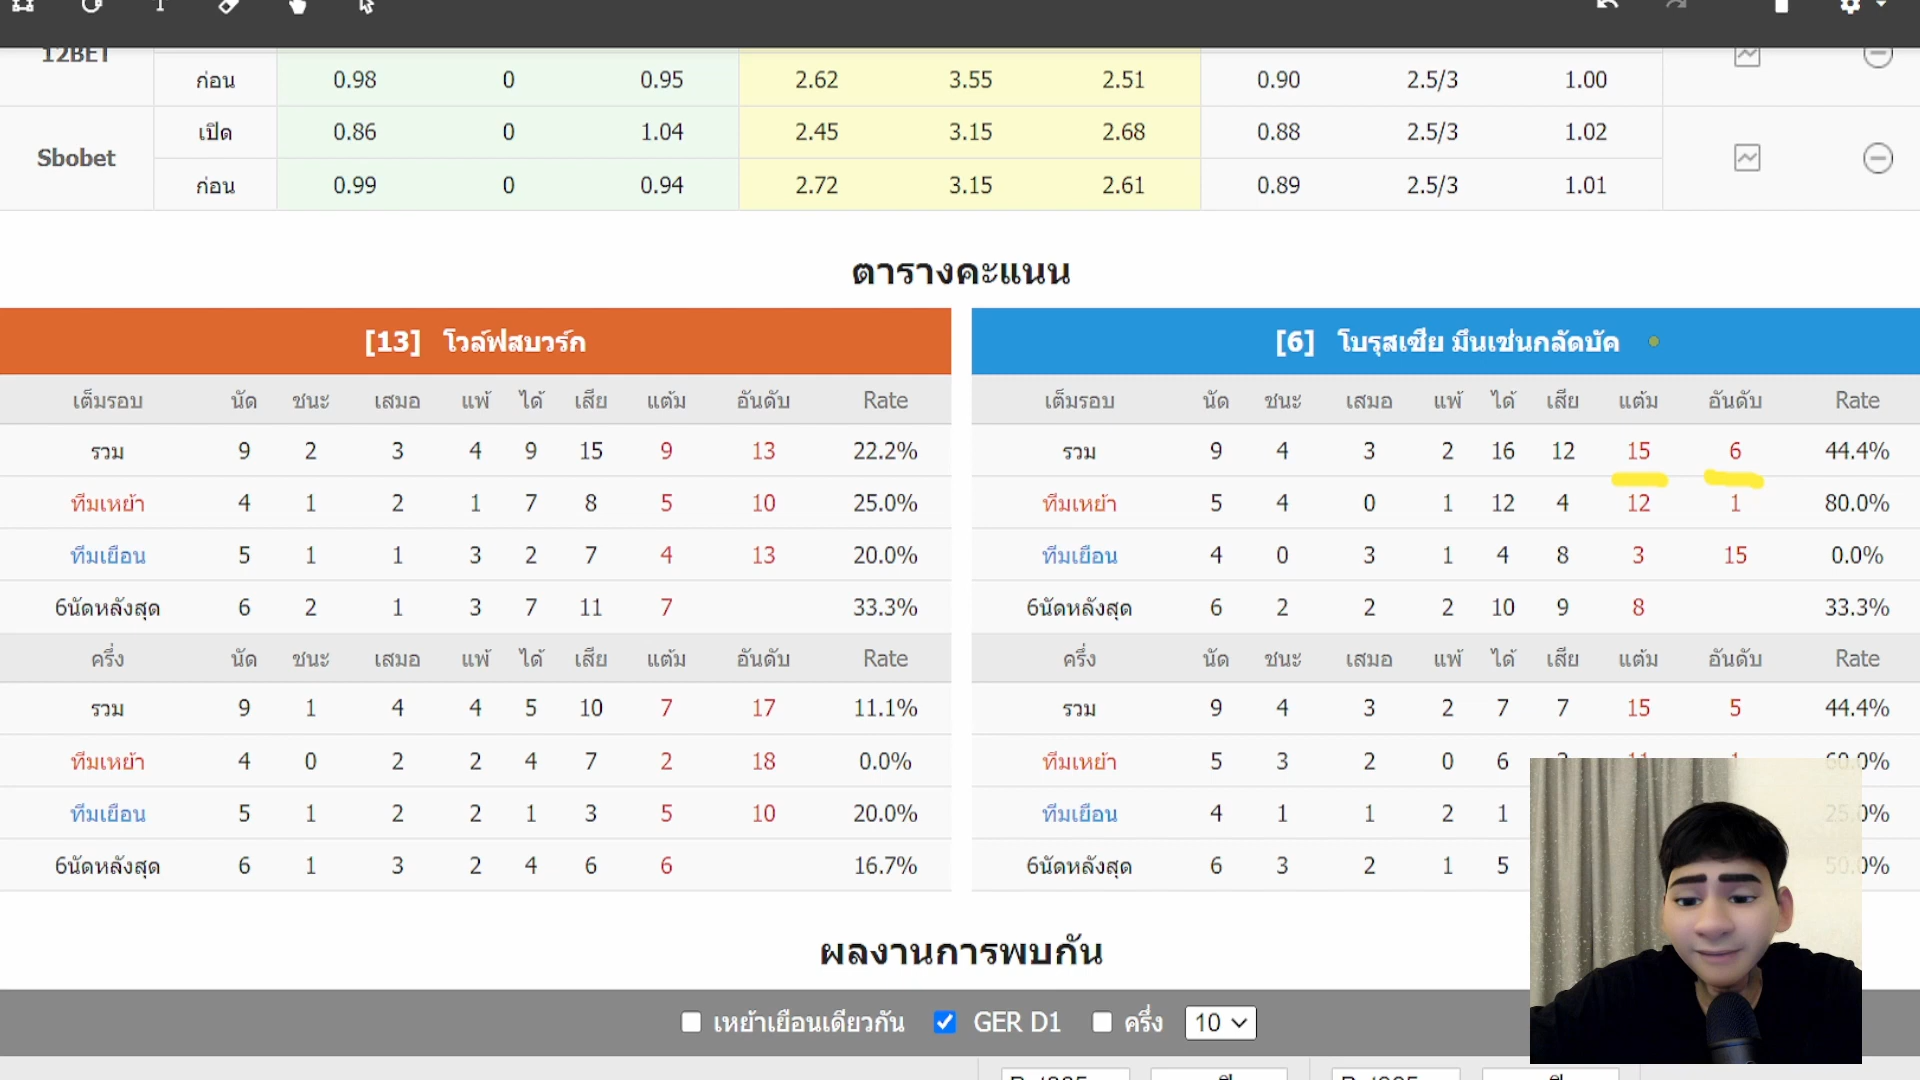 12BET
ก่อน 0.98 0 0.95 2.62 3.55 2.51 0.90 2.5/3 1.00
Sbobet
เปิด 0.86 0 1.04 2.45 3.15 2.68 0.88 2.5/3 1.02
ก่อน 0.99 0 0.94 2.72 3.15 2.61 0.89 2.5/3 1.01
ตารางคะแนน
[13] โวล์ฟสบวร์ก
เต็มรอบ นัด ชนะ เสมอ แพ้ ได้ เสีย แต้ม อันดับ Rate
รวม 9 2 3 4 9 15 9 13 22.2%
ทีมเหย้า 4 1 2 1 7 8 5 10 25.0%
ทีมเยือน 5 1 1 3 2 7 4 13 20.0%
6นัดหลังสุด 6 2 1 3 7 11 7 33.3%
ครึ่ง นัด ชนะ เสมอ แพ้ ได้ เสีย แต้ม อันดับ Rate
รวม 9 1 4 4 5 10 7 17 11.1%
ทีมเหย้า 4 0 2 2 4 7 2 18 0.0%
ทีมเยือน 5 1 2 2 1 3 5 10 20.0%
6นัดหลังสุด 6 1 3 2 4 6 6 16.7%
[6] โบรุสเซีย มึนเช่นกลัดบัค
เต็มรอบ นัด ชนะ เสมอ แพ้ ได้ เสีย แต้ม อันดับ Rate
รวม 9 4 3 2 16 12 15 6 44.4%
ทีมเหย้า 5 4 0 1 12 4 12 1 80.0%
ทีมเยือน 4 0 3 1 4 8 3 15 0.0%
6นัดหลังสุด 6 2 2 2 10 9 8 33.3%
ครึ่ง นัด ชนะ เสมอ แพ้ ได้ เสีย แต้ม อันดับ Rate
รวม 9 4 3 2 7 7 15 5 44.4%
ทีมเหย้า 5 3 2 0 6
ทีมเยือน 4 1 1 2 1
6นัดหลังสุด 6 3 2 1 5
ผลงานการพบกัน
เหย้าเยือนเดียวกัน GER D1 ครึ่ง 10